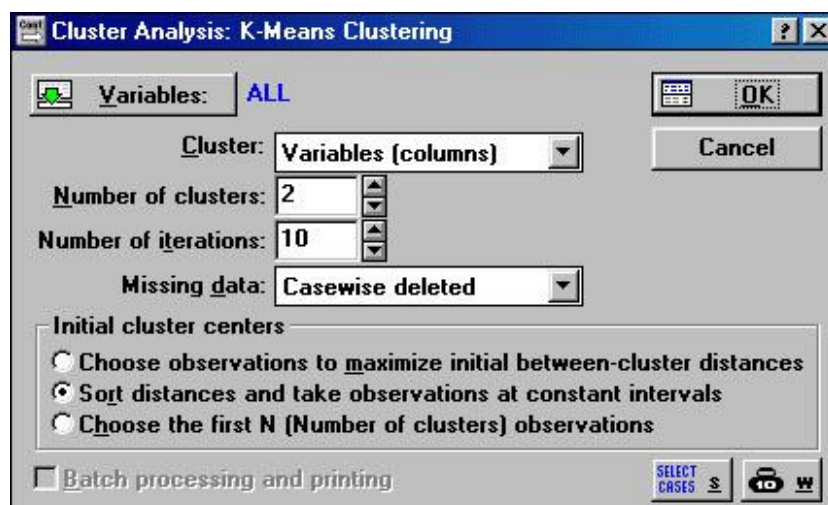 Cluster Analysis: K-Means Clustering
Variables: ALL
OK
Cluster: Variables (columns)
Cancel
Number of clusters: 2
Number of iterations: 10
Missing data: Casewise deleted
Initial cluster centers
Choose observations to maximize initial between-cluster distances
Sort distances and take observations at constant intervals
Choose the first N (Number of clusters) observations
Batch processing and printing
SELECT CASES S
W